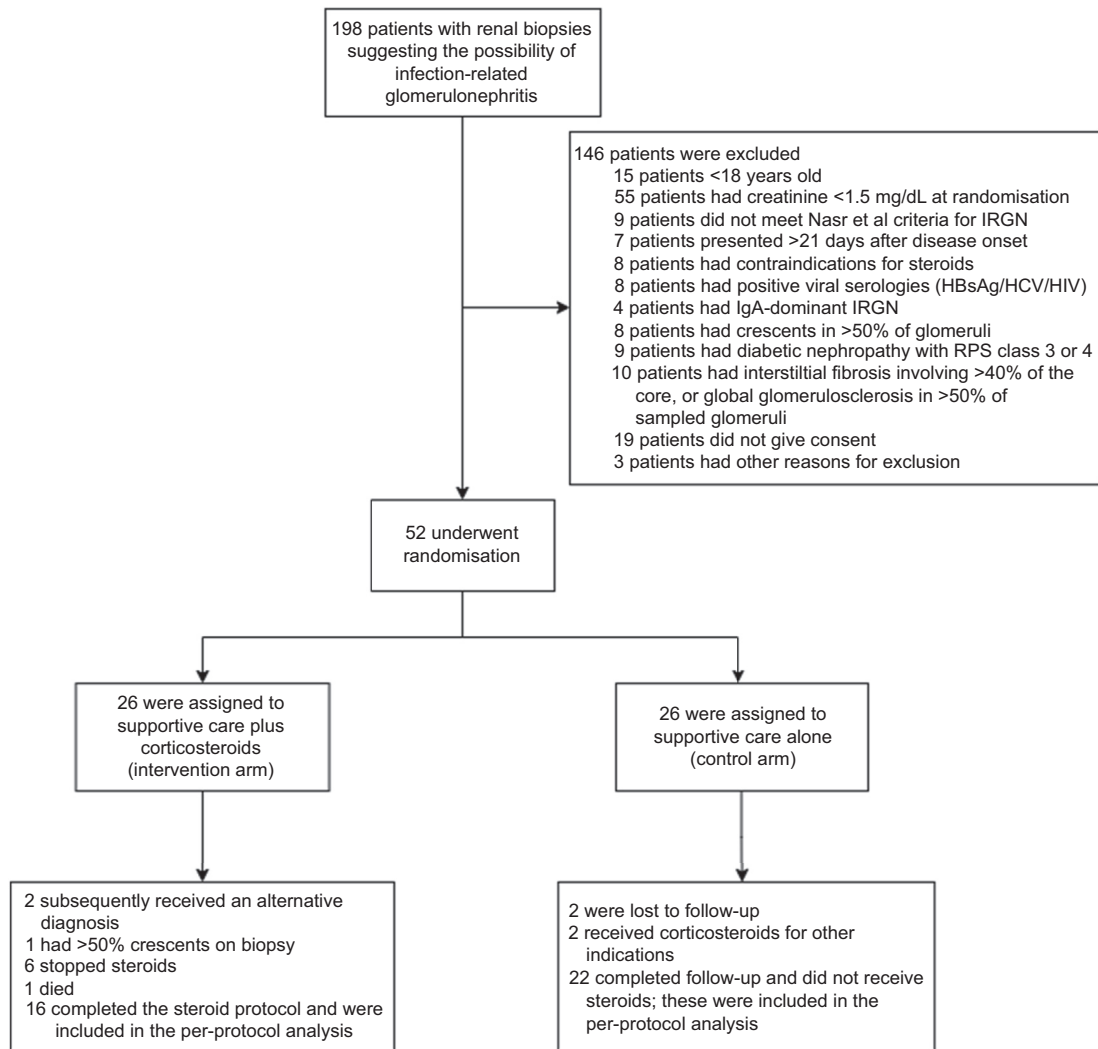 198 patients with renal biopsies
suggesting the possibility of
infection-related
glomerulonephritis
146 patients were excluded
15 patients <18 years old
55 patients had creatinine <1.5 mg/dL at randomisation
9 patients did not meet Nasr et al criteria for IRGN
7 patients presented >21 days after disease onset
8 patients had contraindications for steroids
8 patients had positive viral serologies (HBsAg/HCV/HIV)
4 patients had IgA-dominant IRGN
8 patients had crescents in >50% of glomeruli
9 patients had diabetic nephropathy with RPS class 3 or 4
10 patients had interstiltial fibrosis involving >40% of the
core, or global glomerulosclerosis in >50% of
sampled glomeruli
19 patients did not give consent
3 patients had other reasons for exclusion
52 underwent
randomisation
26 were assigned to
supportive care plus
corticosteroids
(intervention arm)
26 were assigned to
supportive care alone
(control arm)
2 subsequently received an alternative
diagnosis
1 had >50% crescents on biopsy
6 stopped steroids
1 died
16 completed the steroid protocol and were
included in the per-protocol analysis
2 were lost to follow-up
2 received corticosteroids for other
indications
22 completed follow-up and did not receive
steroids; these were included in the
per-protocol analysis